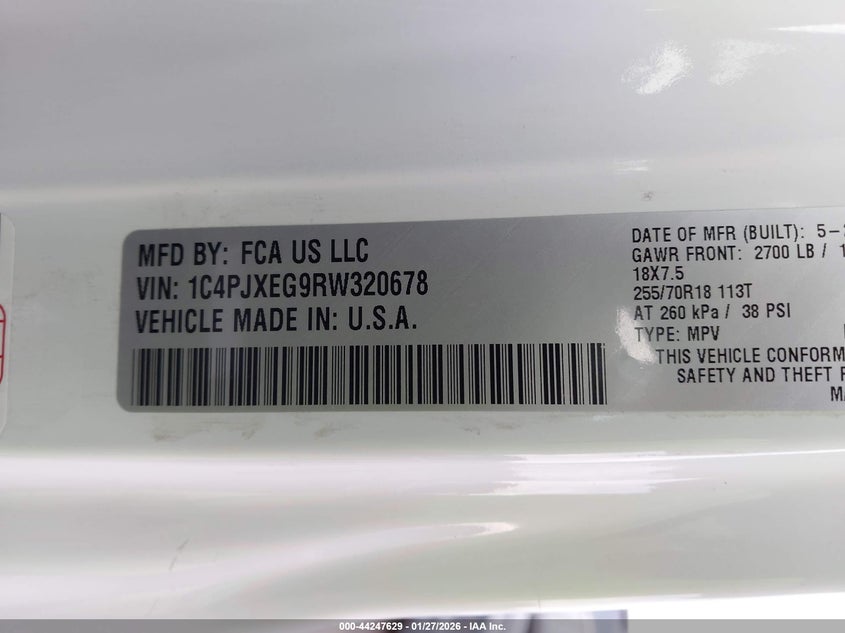 MFD BY: FCA US LLC
VIN: 1C4PJXEG9RW320678
VEHICLE MADE IN: U.S.A.
DATE OF MFR (BUILT): 5-
GAWR FRONT: 2700 LB / 1
18X7.5
255/70R18 113T
AT 260 kPa / 38 PSI
TYPE: MPV
THIS VEHICLE CONFORM
SAFETY AND THEFT
000-44247629 - 01/27/2026 - IAA Inc.